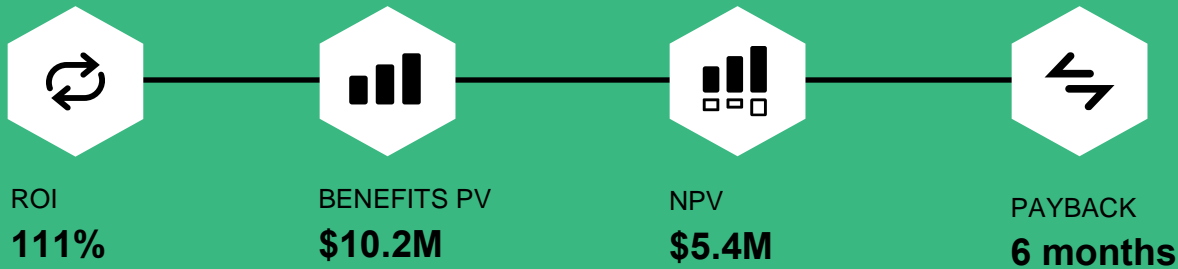 ROI
111%
BENEFITS PV
$10.2M
NPV
$5.4M
PAYBACK
6 months